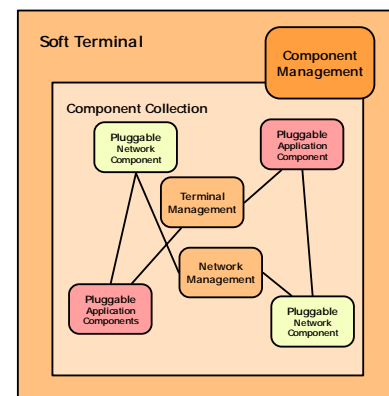 Soft Terminal
Component
Management
Component Collection
Pluggable
Network
Component
Pluggable
Application
Component
Terminal
Management
Network
Management
Pluggable
Application
Components
Pluggable
Network
Component